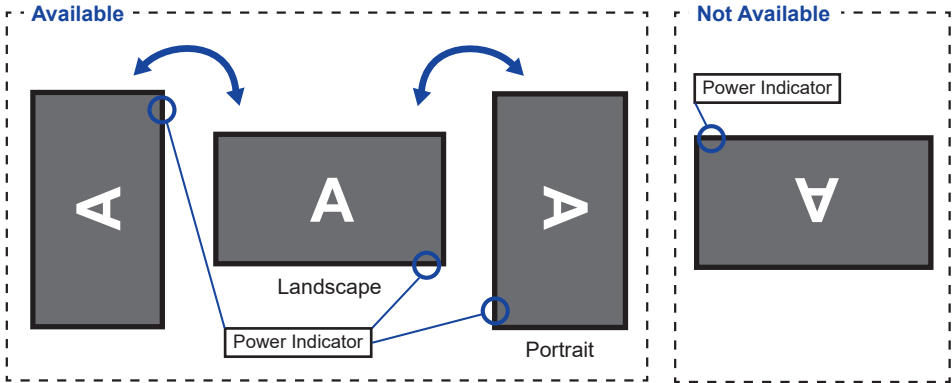 Available
Not Available
Power Indicator
A
A
A
A
Landscape
Power Indicator
Portrait